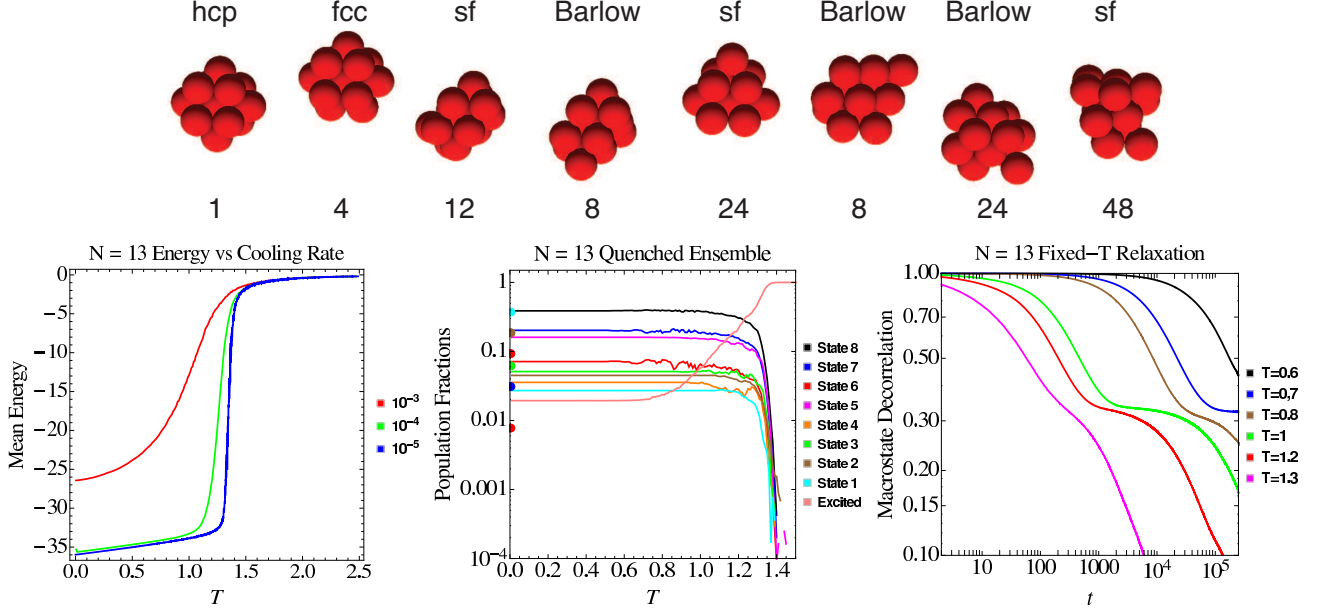 hcp fcc sf Barlow sf Barlow Barlow sf
1 4 12 8 24 8 24 48
N = 13 Energy vs Cooling Rate
0
−5
−10
−15
−20
−25
−30
−35
Mean Energy
0.0 0.5 1.0 1.5 2.0 2.5
T
10⁻³
10⁻⁴
10⁻⁵
N = 13 Quenched Ensemble
1
0.1
0.01
0.001
10⁻⁴
Population Fractions
0.0 0.2 0.4 0.6 0.8 1.0 1.2 1.4
T
State 8
State 7
State 6
State 5
State 4
State 3
State 2
State 1
Excited
N = 13 Fixed−T Relaxation
1.00
0.70
0.50
0.30
0.20
0.15
0.10
Macrostate Decorrelation
10 100 1000 10⁴ 10⁵
t
T=0.6
T=0,7
T=0.8
T=1
T=1.2
T=1.3